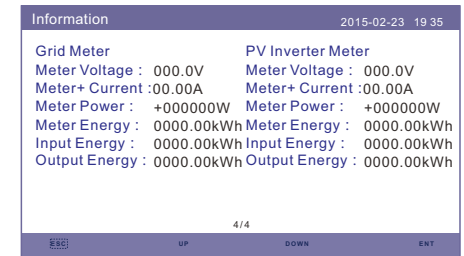 Information 2015-02-23 19 35
Grid Meter PV Inverter Meter
Meter Voltage : 000.0V Meter Voltage : 000.0V
Meter+ Current :00.00A Meter+ Current :00.00A
Meter Power : +000000W Meter Power : +000000W
Meter Energy : 0000.00kWh Meter Energy : 0000.00kWh
Input Energy : 0000.00kWh Input Energy : 0000.00kWh
Output Energy : 0000.00kWh Output Energy : 0000.00kWh
4/4
ESC UP DOWN ENT